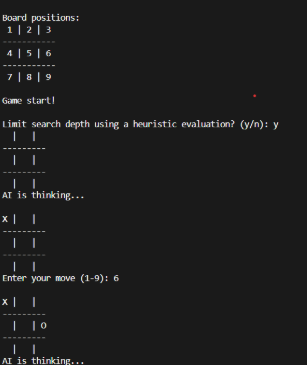 Board positions:
 1 | 2 | 3
-----------
 4 | 5 | 6
-----------
 7 | 8 | 9

Game start!

Limit search depth using a heuristic evaluation? (y/n): y
  |   |
---------
  |   |
---------
  |   |
AI is thinking...

X |   |
---------
  |   |
---------
  |   |
Enter your move (1-9): 6

X |   |
---------
  |   | O
---------
  |   |
AI is thinking...